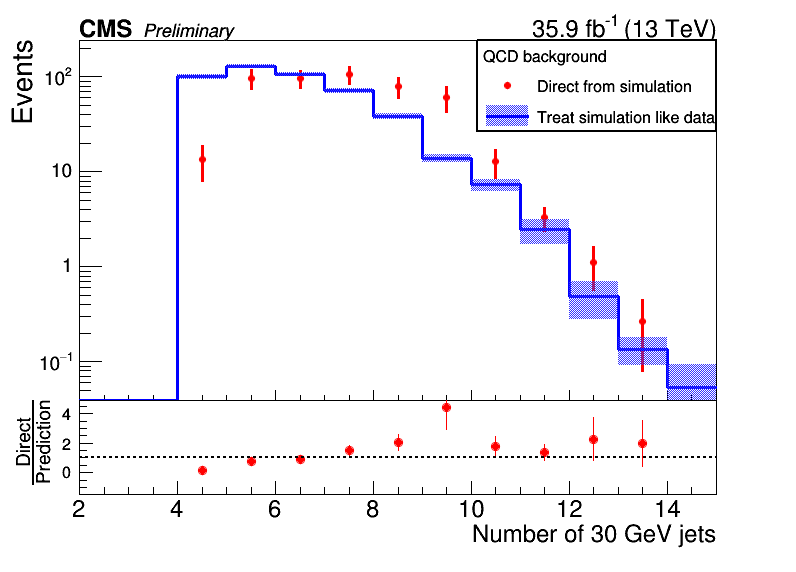 CMS Preliminary 35.9 fb⁻¹ (13 TeV)
QCD background
Direct from simulation
Treat simulation like data
Events
10²
10
1
10⁻¹
Direct
Prediction
4
2
0
2 4 6 8 10 12 14
Number of 30 GeV jets